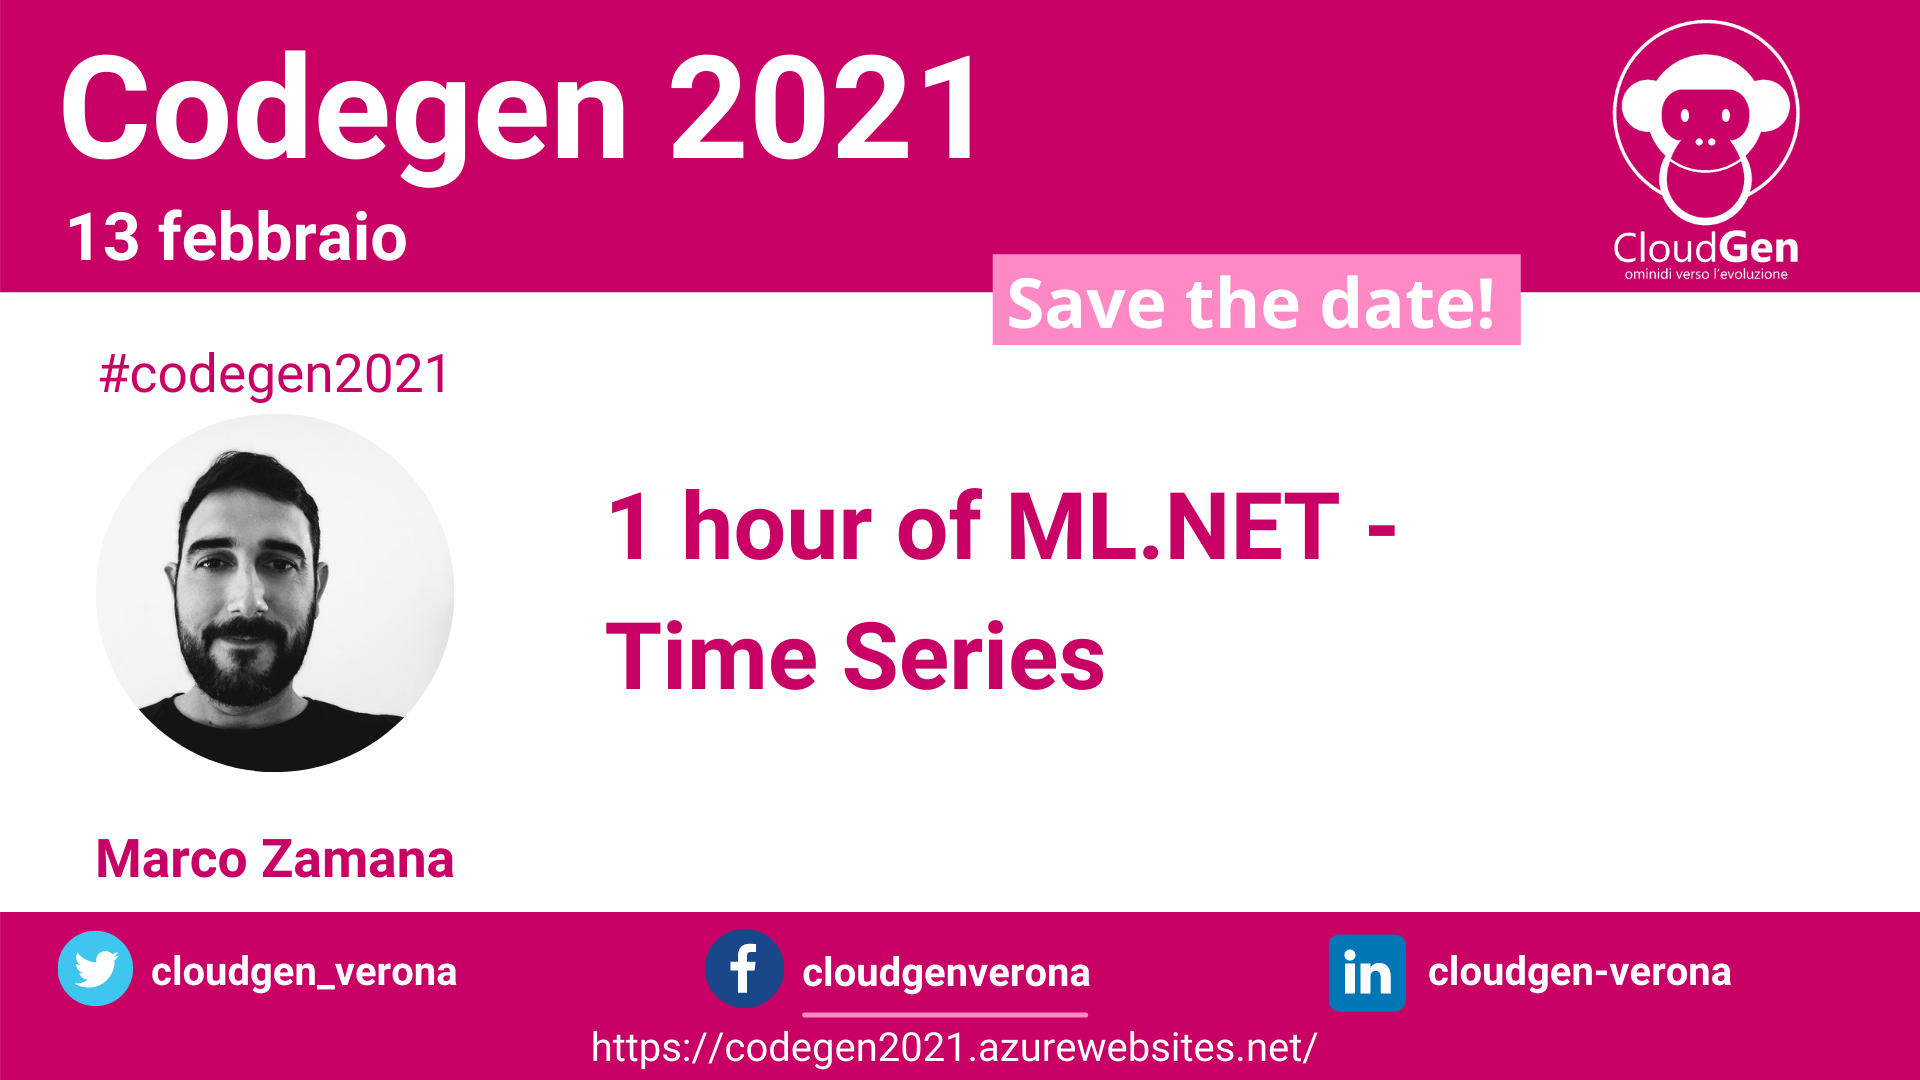 Codegen 2021
13 febbraio
CloudGen
ominidi verso l'evoluzione
Save the date!
#codegen2021
1 hour of ML.NET -
Time Series
Marco Zamana
cloudgen_verona
cloudgenverona
cloudgen-verona
https://codegen2021.azurewebsites.net/